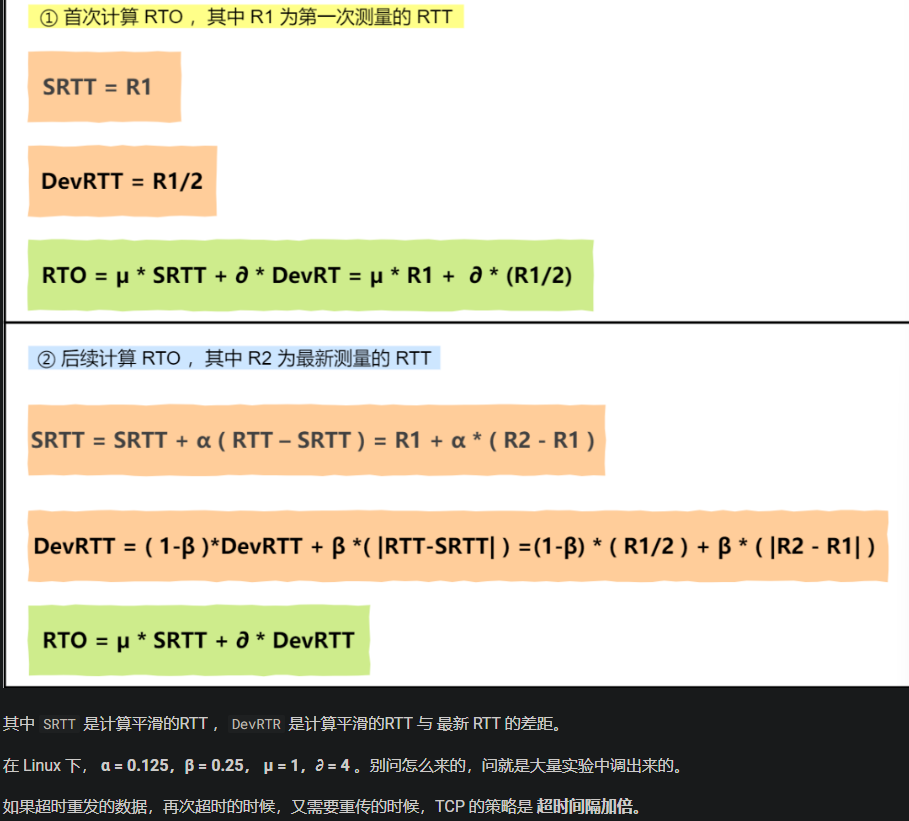 ① 首次计算 RTO ，其中 R1 为第一次测量的 RTT
SRTT = R1
DevRTT = R1/2
RTO = μ * SRTT + ∂ * DevRT = μ * R1 + ∂ * (R1/2)
② 后续计算 RTO ，其中 R2 为最新测量的 RTT
SRTT = SRTT + α ( RTT – SRTT ) = R1 + α * ( R2 - R1 )
DevRTT = ( 1-β )*DevRTT + β *( |RTT-SRTT| ) =(1-β) * ( R1/2 ) + β * ( |R2 - R1| )
RTO = μ * SRTT + ∂ * DevRTT
其中 SRTT 是计算平滑的RTT ，DevRTR 是计算平滑的RTT 与 最新 RTT 的差距。
在 Linux 下，α = 0.125，β = 0.25， μ = 1，∂ = 4 。别问怎么来的，问就是大量实验中调出来的。
如果超时重发的数据，再次超时的时候，又需要重传的时候，TCP 的策略是 超时间隔加倍。